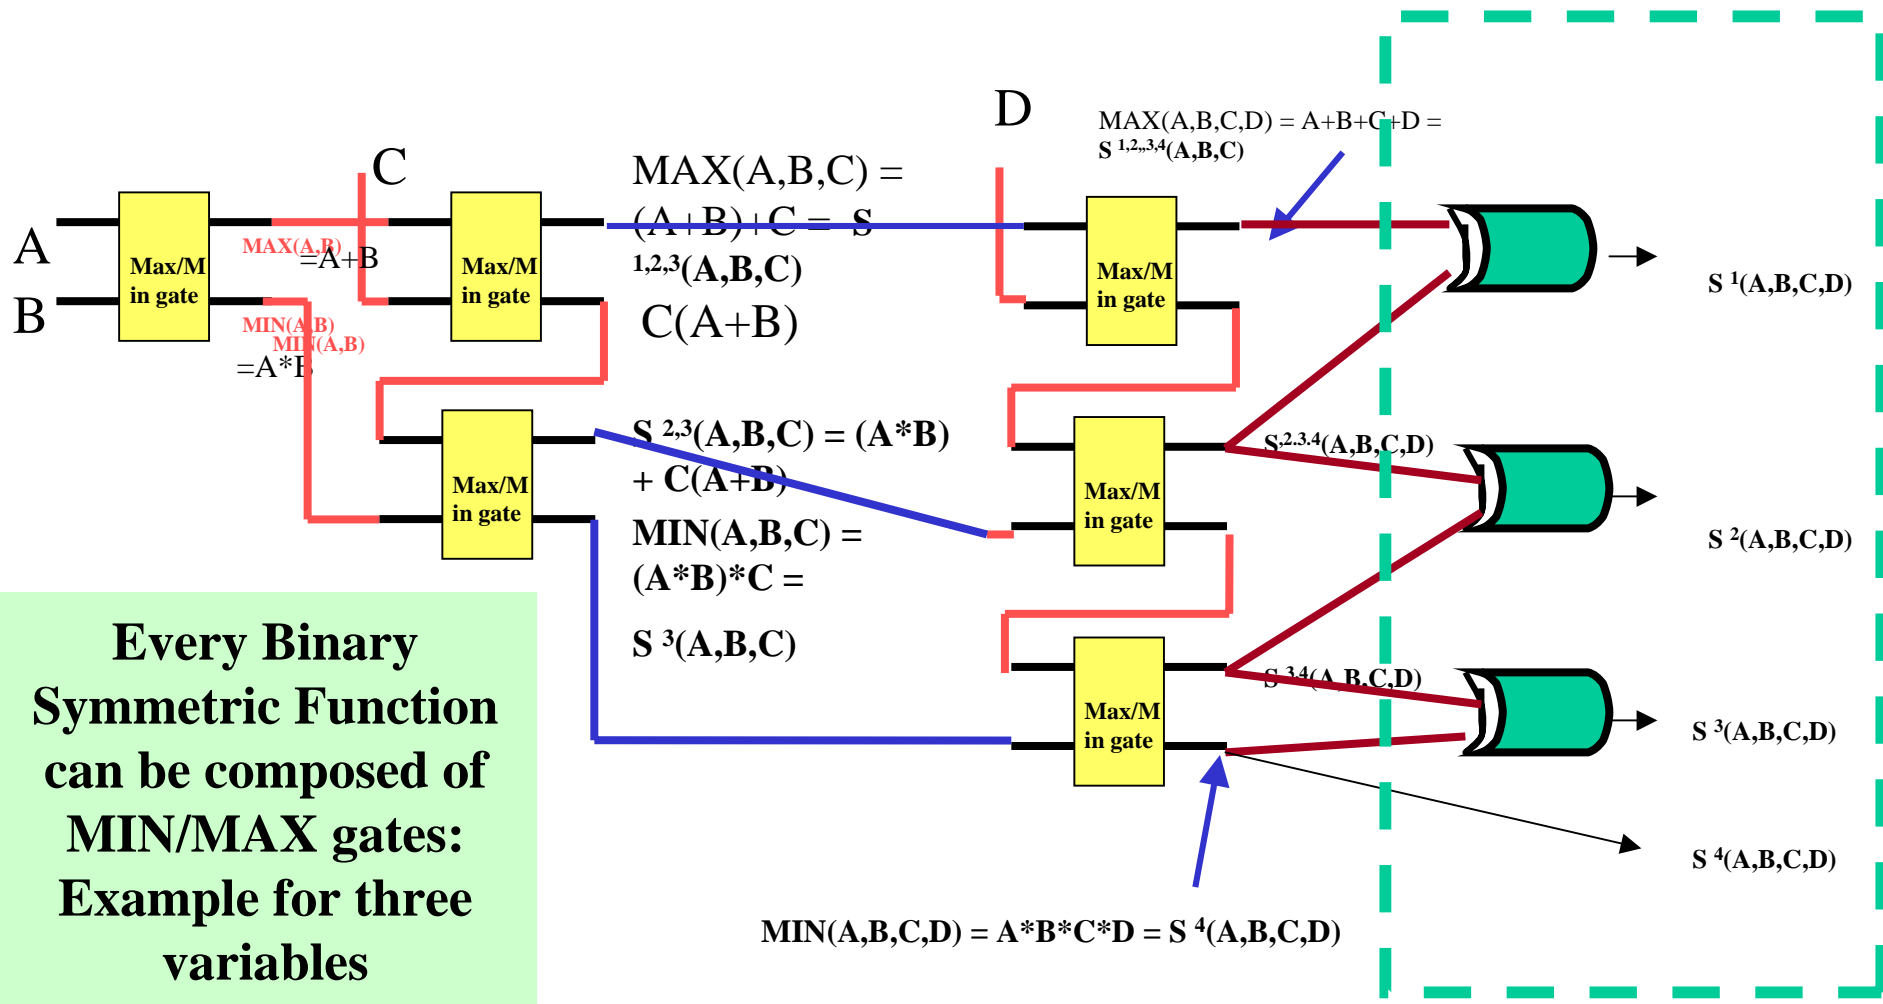 D
MAX(A,B,C,D) = A+B+C+D =
S 1,2,,3,4(A,B,C)
C
MAX(A,B,C) =
(A+B)+C = S
1,2,3(A,B,C)
C(A+B)
A
B
Max/M
in gate
MAX(A,B)
=A+B
MIN(A,B)
MIN(A,B)
=A*B
Max/M
in gate
Max/M
in gate
S 1(A,B,C,D)
S 2,3(A,B,C) = (A*B)
+ C(A+B)
MIN(A,B,C) =
(A*B)*C =
S 3(A,B,C)
Max/M
in gate
Max/M
in gate
S,2.3.4(A,B,C,D)
S 2(A,B,C,D)
Max/M
in gate
S 3,4(A,B,C,D)
S 3(A,B,C,D)
S 4(A,B,C,D)
MIN(A,B,C,D) = A*B*C*D = S 4(A,B,C,D)
Every Binary
Symmetric Function
can be composed of
MIN/MAX gates:
Example for three
variables